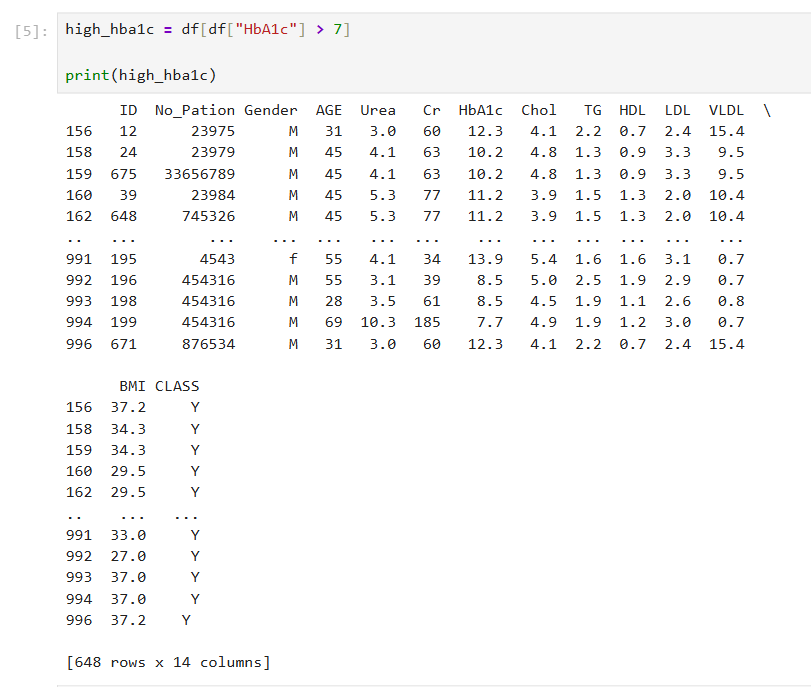 [5]: high_hba1c = df[df["HbA1c"] > 7]
print(high_hba1c)
      ID  No_Pation Gender  AGE  Urea   Cr  HbA1c  Chol   TG  HDL  LDL  VLDL  \
156   12      23975      M   31   3.0   60   12.3   4.1  2.2  0.7  2.4  15.4
158   24      23979      M   45   4.1   63   10.2   4.8  1.3  0.9  3.3   9.5
159  675   33656789      M   45   4.1   63   10.2   4.8  1.3  0.9  3.3   9.5
160   39      23984      M   45   5.3   77   11.2   3.9  1.5  1.3  2.0  10.4
162  648     745326      M   45   5.3   77   11.2   3.9  1.5  1.3  2.0  10.4
..   ...        ...    ...  ...   ...  ...    ...   ...  ...  ...  ...   ...
991  195       4543      f   55   4.1   34   13.9   5.4  1.6  1.6  3.1   0.7
992  196     454316      M   55   3.1   39    8.5   5.0  2.5  1.9  2.9   0.7
993  198     454316      M   28   3.5   61    8.5   4.5  1.9  1.1  2.6   0.8
994  199     454316      M   69  10.3  185    7.7   4.9  1.9  1.2  3.0   0.7
996  671     876534      M   31   3.0   60   12.3   4.1  2.2  0.7  2.4  15.4
      BMI CLASS
156  37.2     Y
158  34.3     Y
159  34.3     Y
160  29.5     Y
162  29.5     Y
..    ...   ...
991  33.0     Y
992  27.0     Y
993  37.0     Y
994  37.0     Y
996  37.2    Y
[648 rows x 14 columns]